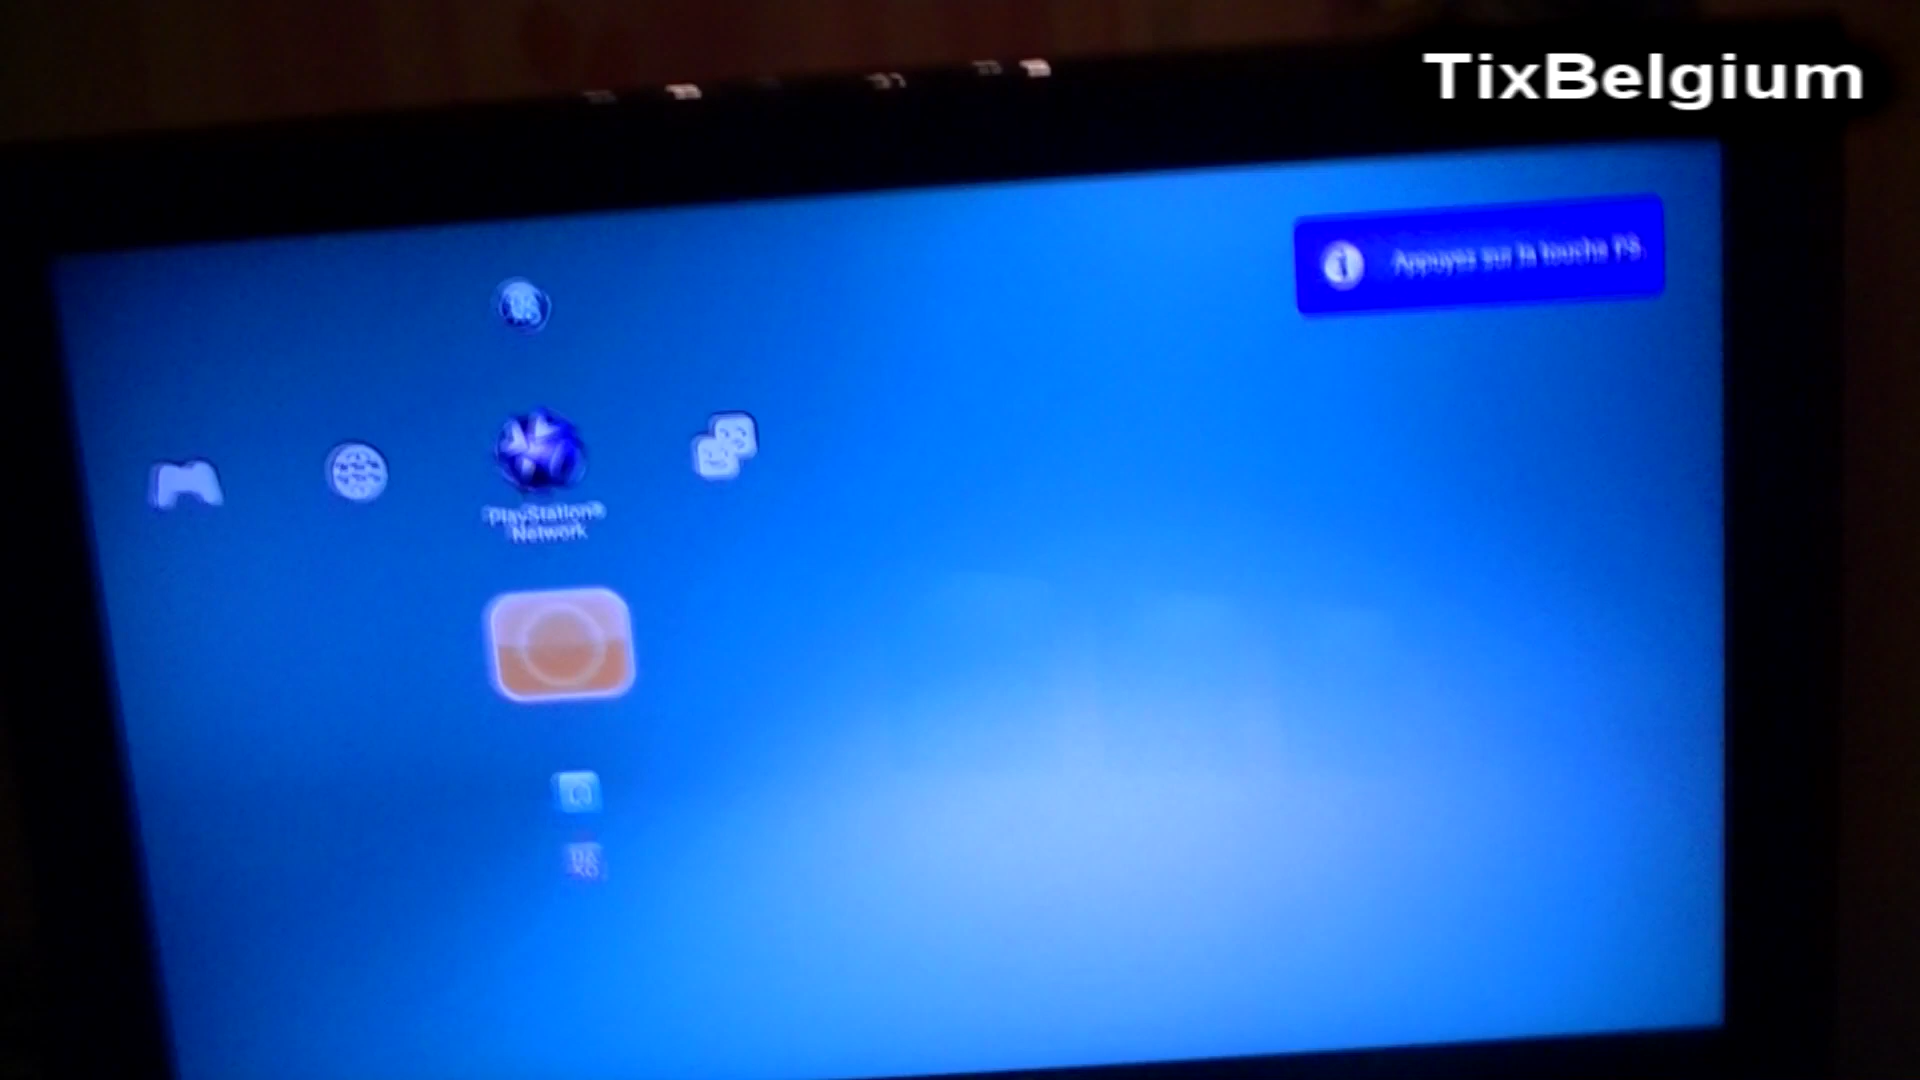 TixBelgium
Appuyez sur la touche PS.
PlayStation®
Network